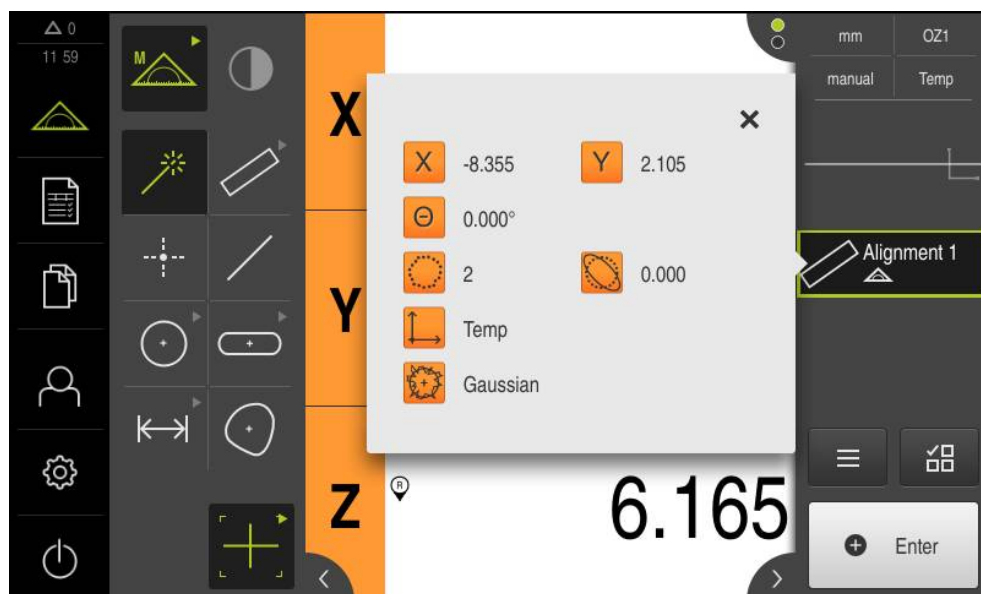 0
11 59
M
X
Y
Z
X -8.355 Y 2.105
Θ 0.000°
2 0.000
Temp
Gaussian
R
6.165
mm OZ1
manual Temp
Alignment 1
Enter